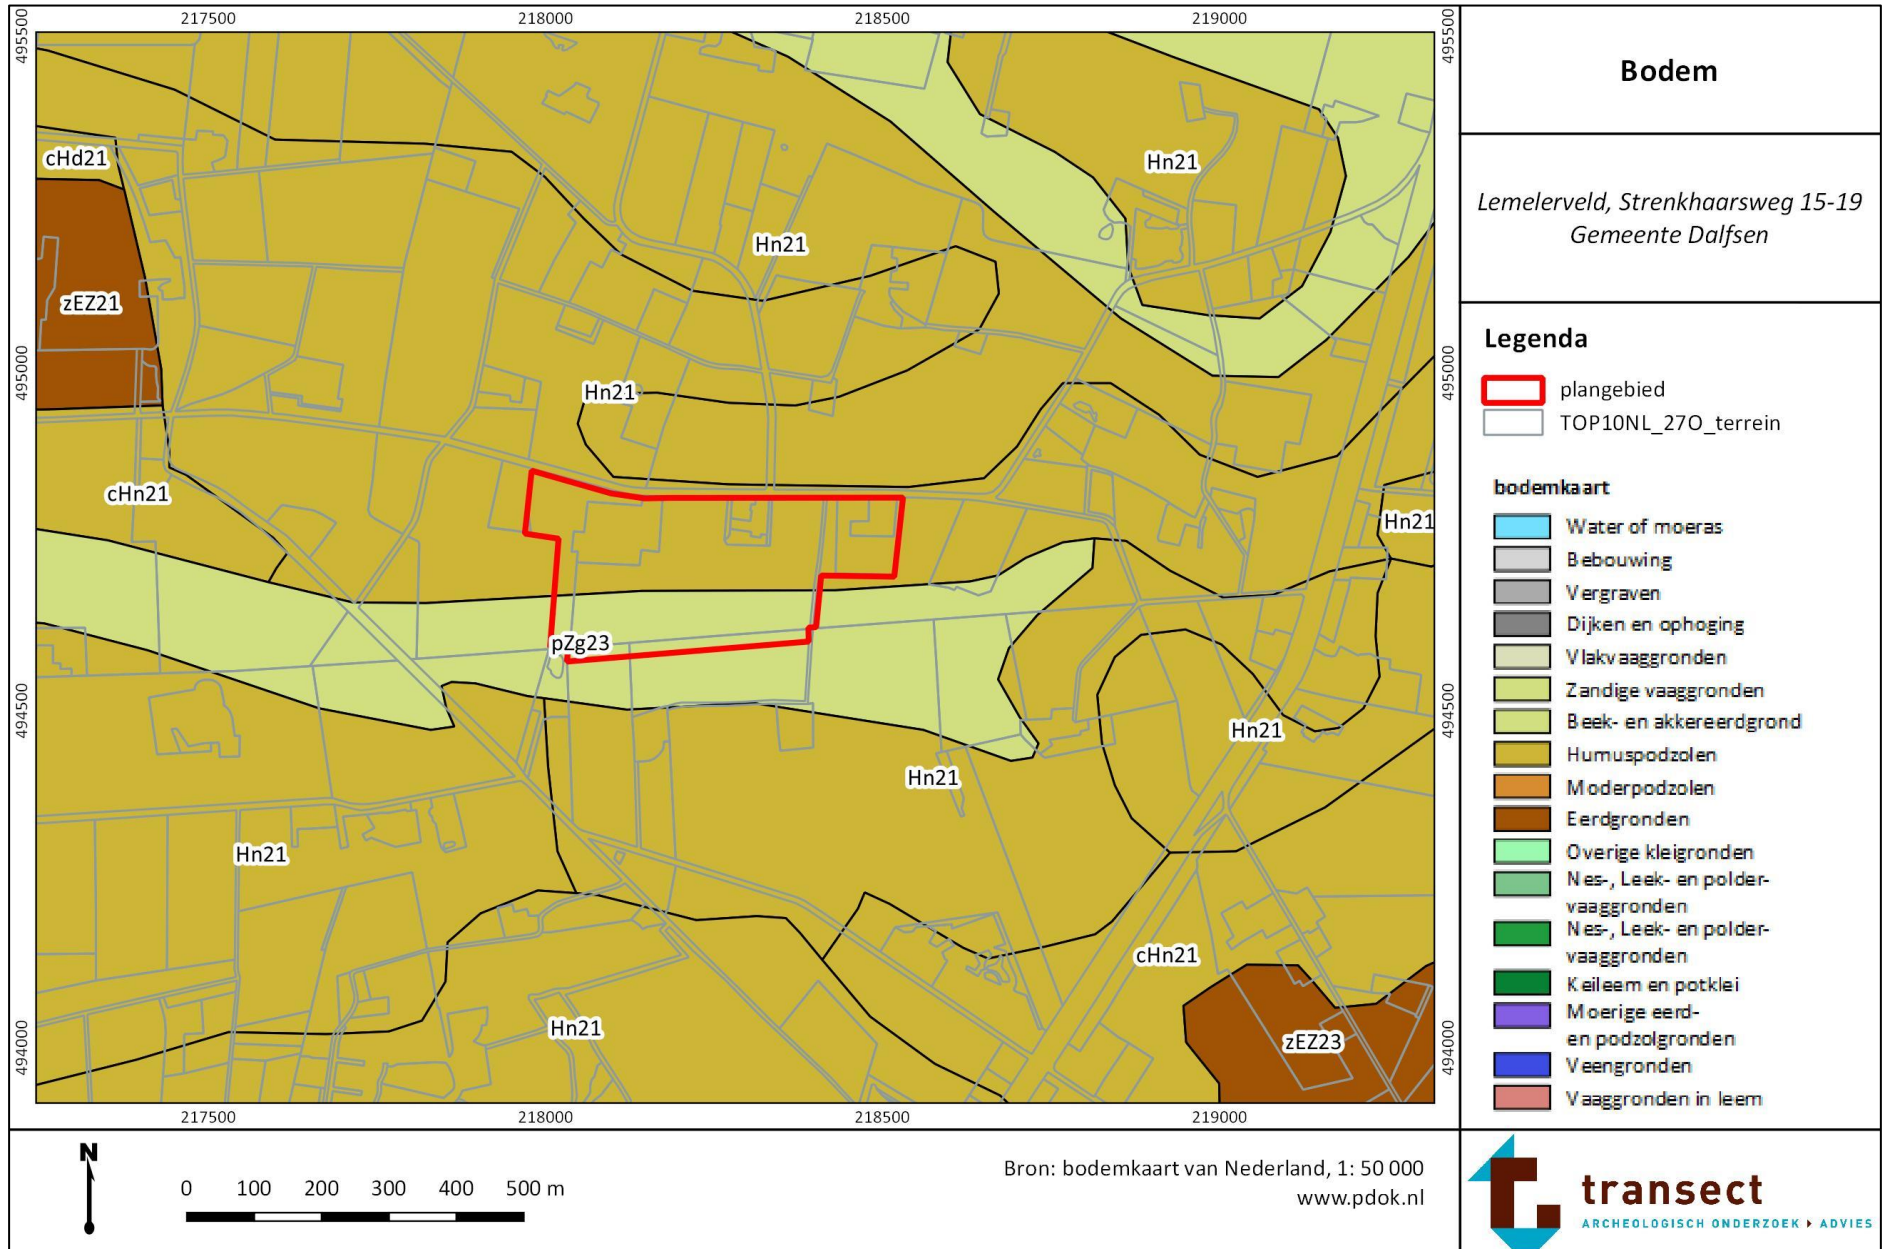 217500 218000 218500 219000
495500 495500
cHd21
Hn21
Hn21
zEZ21
495000 495000
Hn21
cHn21
Hn21
pZg23
494500 494500
Hn21
Hn21
Hn21
cHn21
Hn21
zEZ23
494000 494000
217500 218000 218500 219000
N
0 100 200 300 400 500 m
Bron: bodemkaart van Nederland, 1: 50 000
www.pdok.nl
Bodem
Lemelerveld, Strenkhaarsweg 15-19
Gemeente Dalfsen
Legenda
plangebied
TOP10NL_27O_terrein
bodemkaart
Water of moeras
Bebouwing
Vergraven
Dijken en ophoging
Vlakvaaggronden
Zandige vaaggronden
Beek- en akkereerdgrond
Humuspodzolen
Moderpodzolen
Eerdgronden
Overige kleigronden
Nes-, Leek- en polder-
vaaggronden
Nes-, Leek- en polder-
vaaggronden
Keileem en potklei
Moerige eerd-
en podzolgronden
Veengronden
Vaaggronden in leem
transect
ARCHEOLOGISCH ONDERZOEK ▸ ADVIES